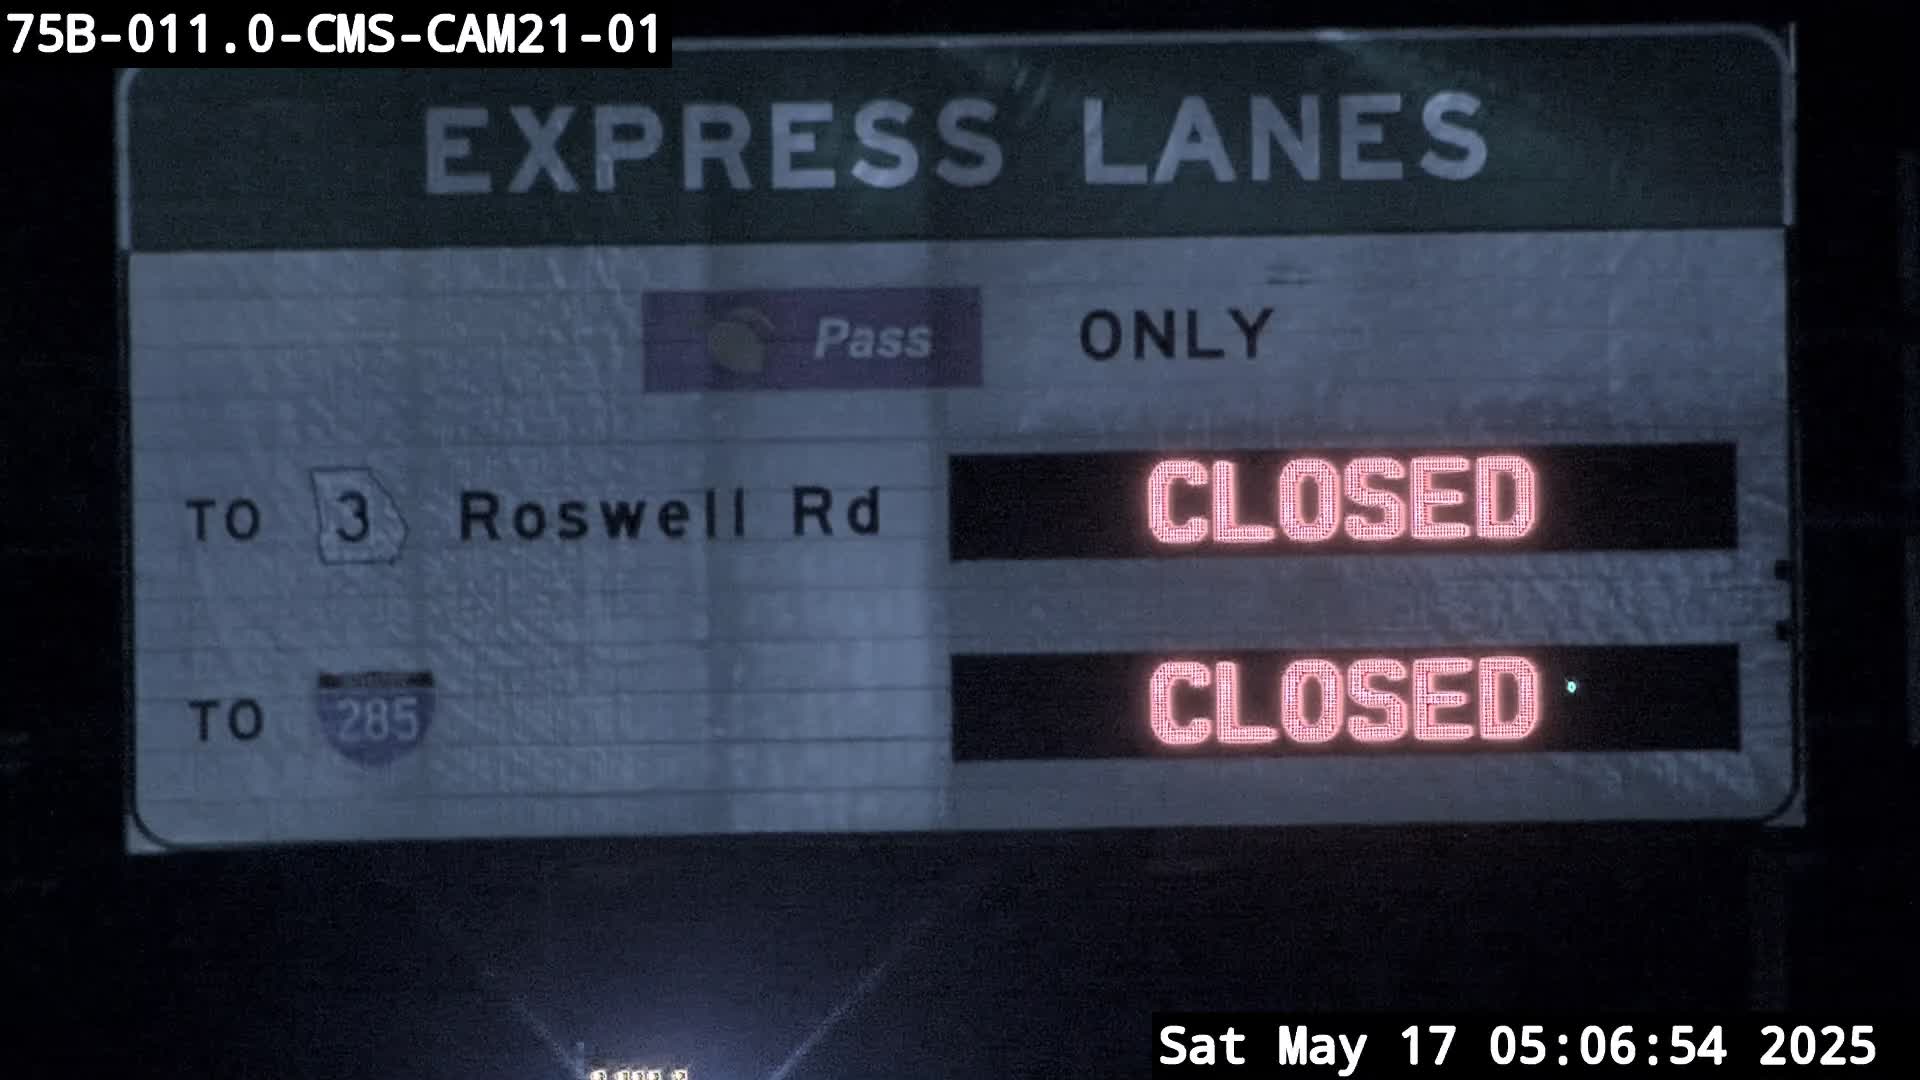 75B-011.0-CMS-CAM21-01
EXPRESS LANES
Pass ONLY
TO 3 Roswell Rd CLOSED
TO 285 CLOSED
Sat May 17 05:06:54 2025